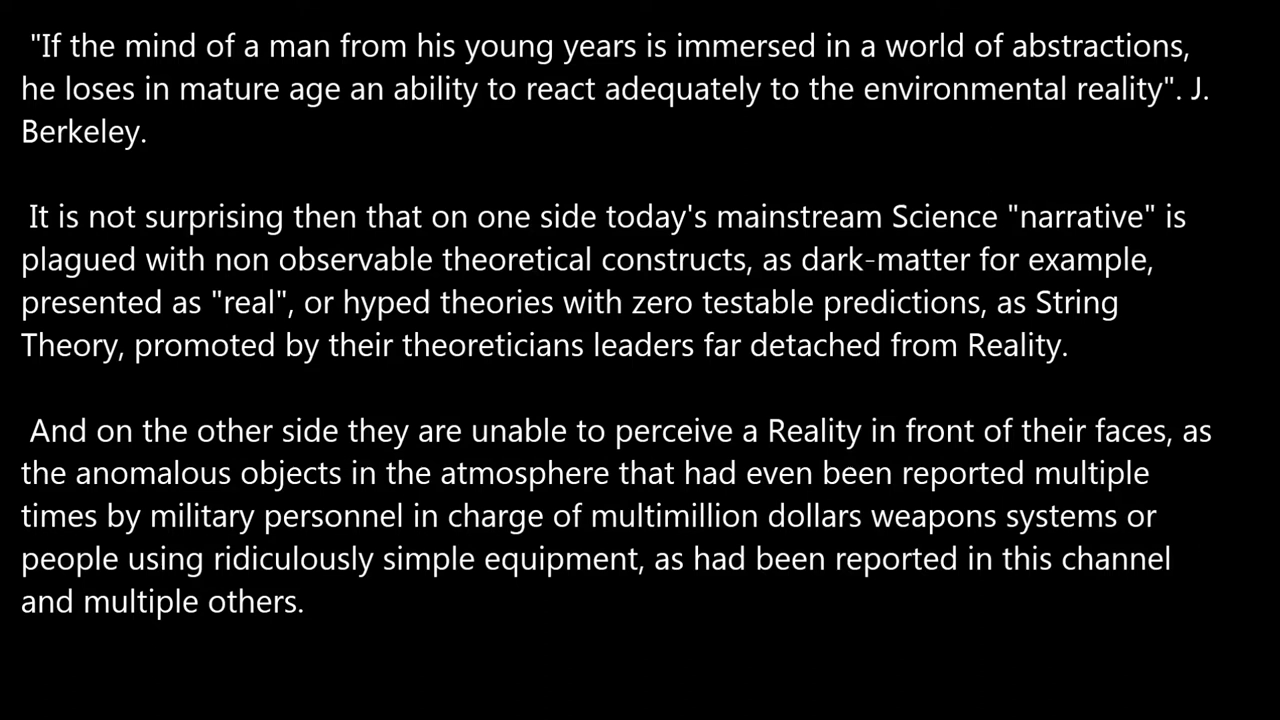 "If the mind of a man from his young years is immersed in a world of abstractions,
he loses in mature age an ability to react adequately to the environmental reality". J.
Berkeley.
It is not surprising then that on one side today's mainstream Science "narrative" is
plagued with non observable theoretical constructs, as dark-matter for example,
presented as "real", or hyped theories with zero testable predictions, as String
Theory, promoted by their theoreticians leaders far detached from Reality.
And on the other side they are unable to perceive a Reality in front of their faces, as
the anomalous objects in the atmosphere that had even been reported multiple
times by military personnel in charge of multimillion dollars weapons systems or
people using ridiculously simple equipment, as had been reported in this channel
and multiple others.